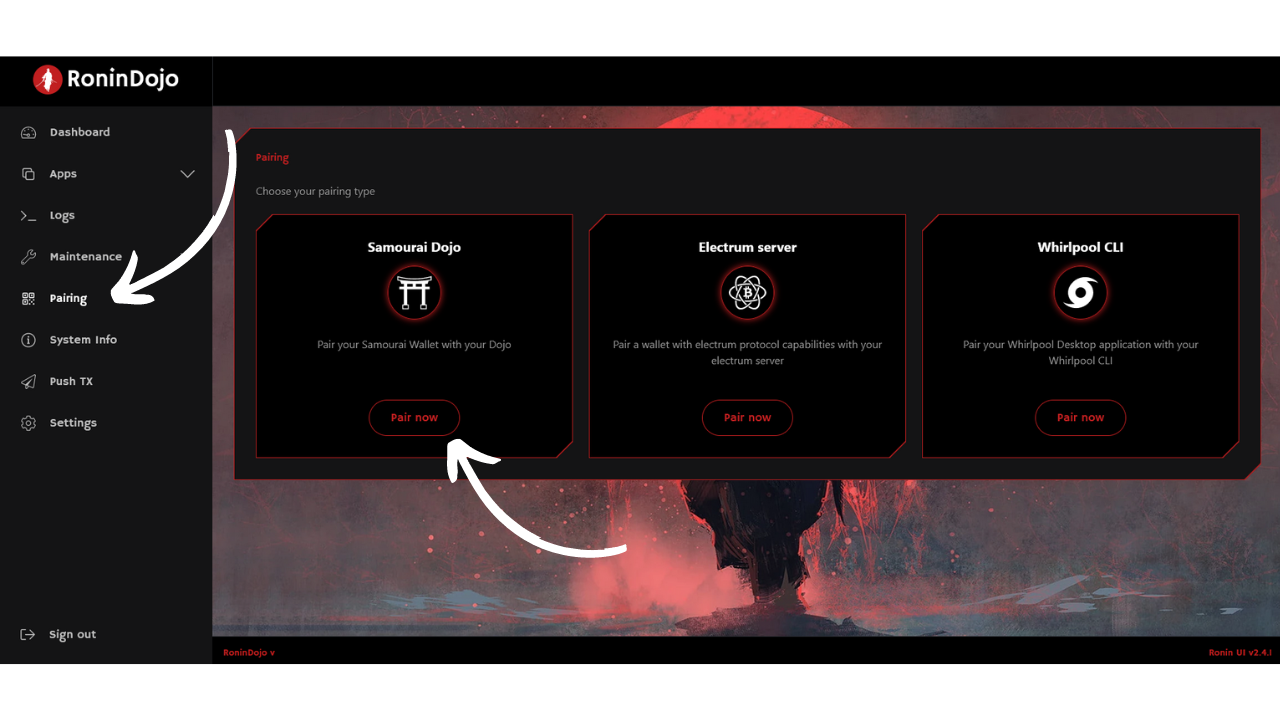 RoninDojo
Dashboard
Apps
Logs
Maintenance
Pairing
System Info
Push TX
Settings
Sign out
Pairing
Choose your pairing type
Samourai Dojo
Pair your Samourai Wallet with your Dojo
Pair now
Electrum server
Pair a wallet with electrum protocol capabilities with your
electrum server
Pair now
Whirlpool CLI
Pair your Whirlpool Desktop application with your
Whirlpool CLI
Pair now
RoninDojo v
Ronin UI v2.4.1